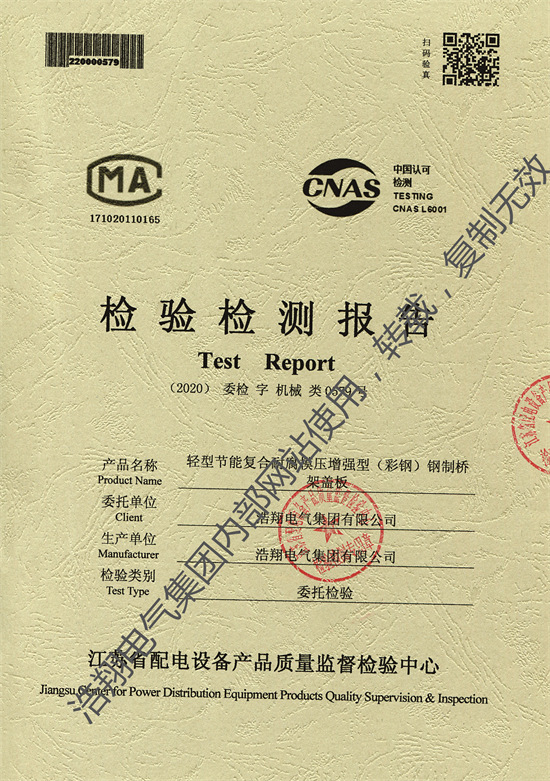 220000579
扫码验真
MA
171020110165
CNAS
中国认可
检测
TESTING
CNAS L6001
检验检测报告
Test Report
（2020）委检 字 机械 类0579号
产品名称
Product Name
轻型节能复合耐腐模压增强型（彩钢）钢制桥
架盖板
委托单位
Client
浩翔电气集团有限公司
生产单位
Manufacturer
浩翔电气集团有限公司
检验类别
Test Type
委托检验
江苏省配电设备产品质量监督检验中心
Jiangsu Center for Power Distribution Equipment Products Quality Supervision & Inspection
浩翔电气集团内部网站使用，转载，复制无效